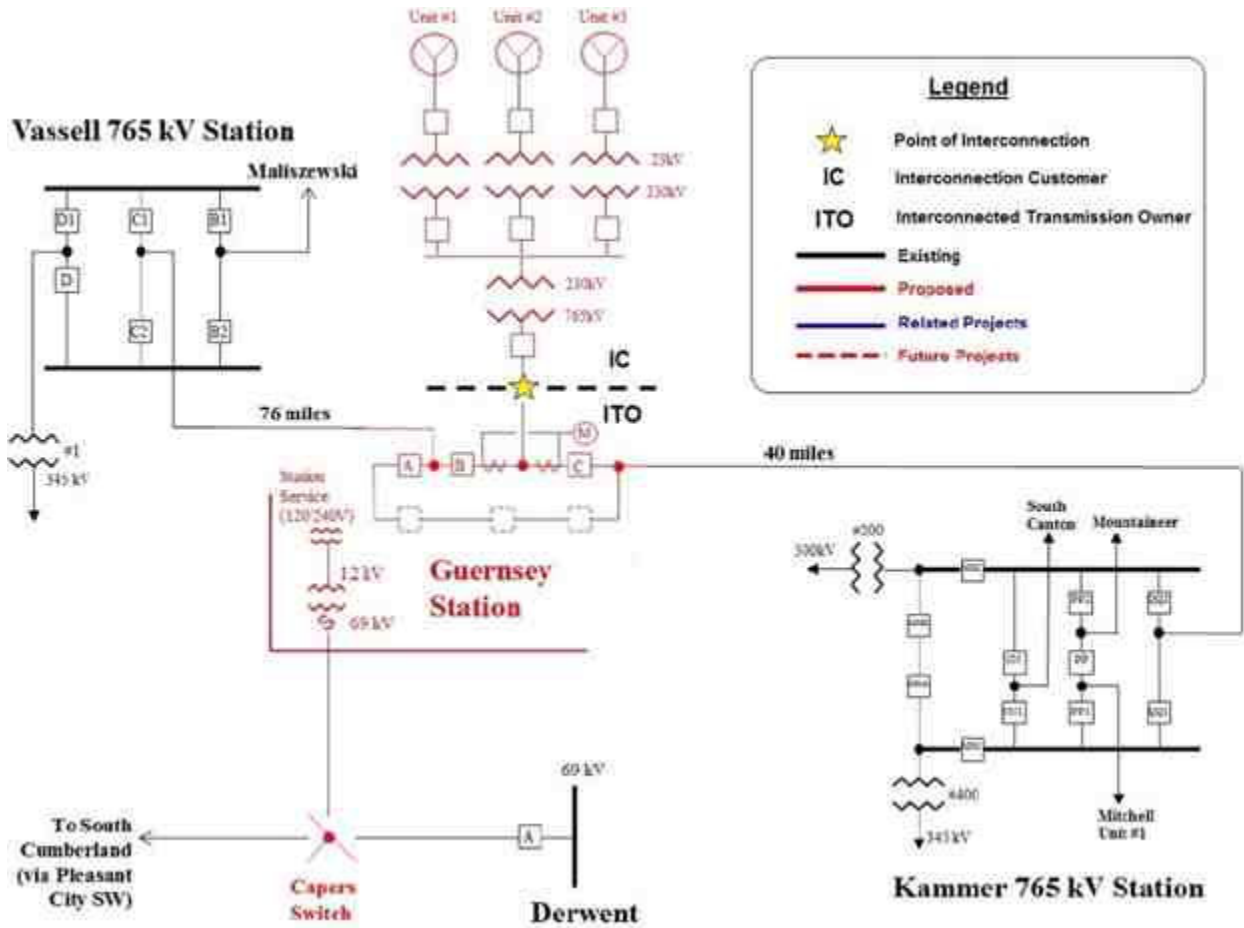 Unit #1
Unit #2
Unit #3
Legend
Point of Interconnection
IC
Interconnection Customer
ITO
Interconnected Transmission Owner
Existing
Proposed
Related Projects
Future Projects
Vassell 765 kV Station
Maliszewski
D1
C1
B1
D
C2
B2
23kV
230kV
230kV
765kV
IC
ITO
76 miles
#1
345 kV
M
A
B
C
40 miles
Station
Service
(120/240V)
12 kV
69 kV
Guernsey
Station
South
Canton
Mountaineer
#200
500kV
PP2
PP
PP1
#400
345 kV
Mitchell
Unit #1
Kammer 765 kV Station
69 kV
A
Derwent
To South
Cumberland
(via Pleasant
City SW)
Capers
Switch